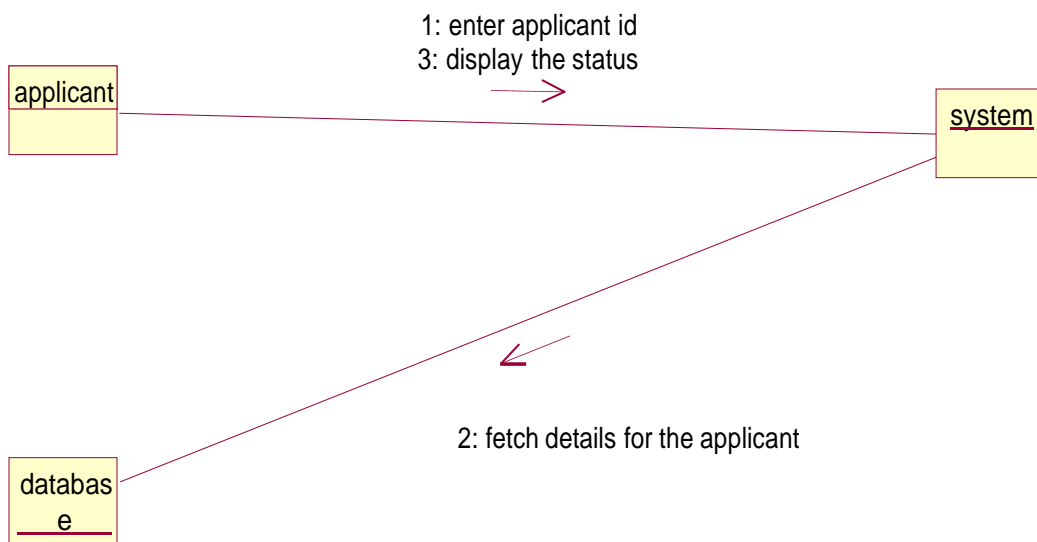 1: enter applicant id
3: display the status
applicant
system
2: fetch details for the applicant
databas
e